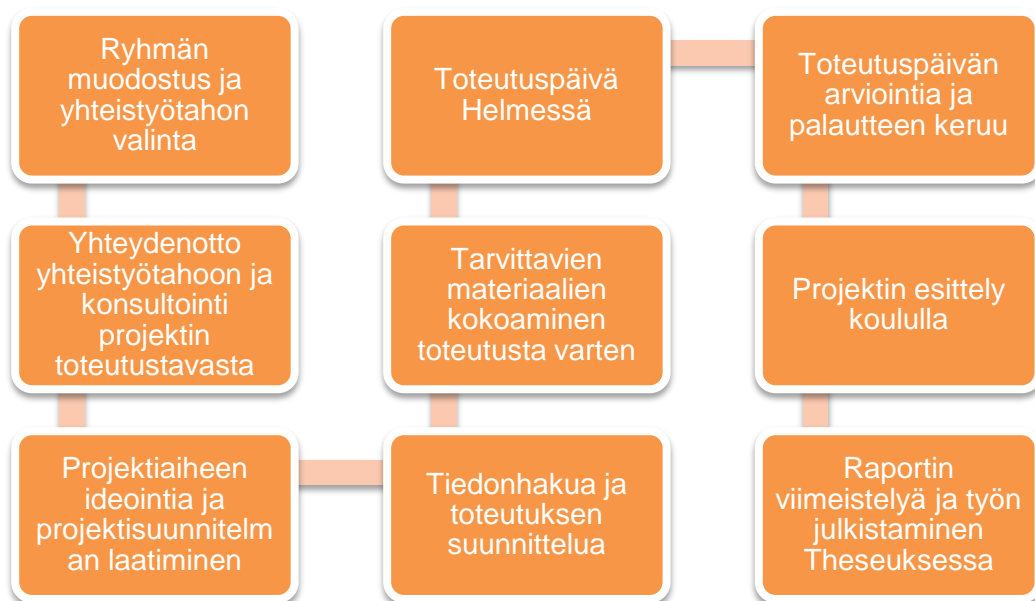 Ryhmän
muodostus ja
yhteistyötahon
valinta
Yhteydenotto
yhteistyötahoon ja
konsultointi
projektin
toteutustavasta
Projektiaiheen
ideointia ja
projektisuunnitelm
an laatiminen
Tiedonhakua ja
toteutuksen
suunnittelua
Tarvittavien
materiaalien
kokoaminen
toteutusta varten
Toteutuspäivä
Helmessä
Toteutuspäivän
arviointia ja
palautteen keruu
Projektin esittely
koululla
Raportin
viimeistelyä ja työn
julkistaminen
Theseuksessa